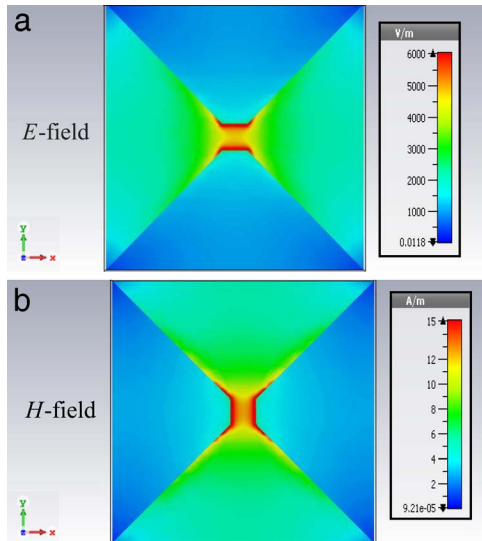 a
V/m
6000
5000
4000
3000
2000
1000
0.0118
E-field
y
z
x
b
A/m
15
12
10
8
6
4
2
9.21e-05
H-field
y
z
x